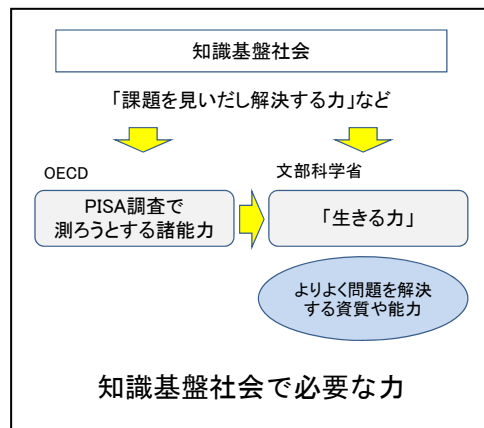 知識基盤社会
「課題を見いだし解決する力」など
OECD
文部科学省
PISA調査で
測ろうとする諸能力
「生きる力」
よりよく問題を解決
する資質や能力
知識基盤社会で必要な力